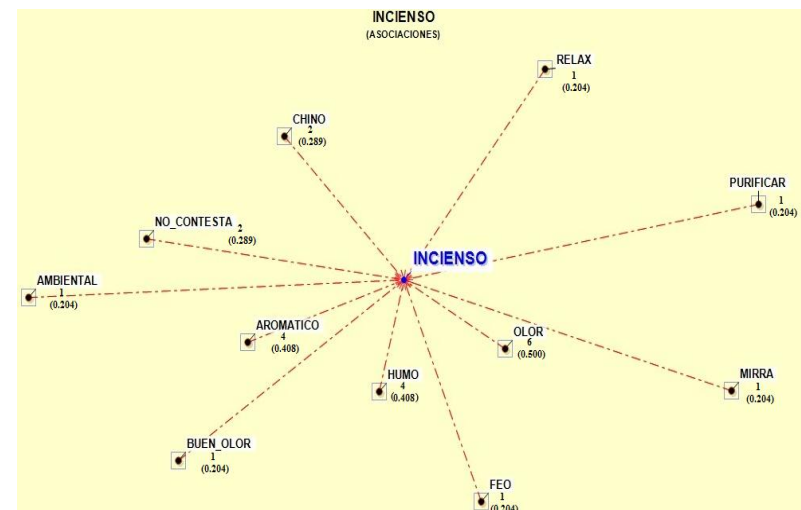 INCIENSO
(ASOCIACIONES)
RELAX
1
(0.204)
CHINO
2
(0.289)
PURIFICAR
1
(0.204)
NO_CONTESTA
2
(0.289)
INCIENSO
AMBIENTAL
1
(0.204)
AROMATICO
4
(0.408)
OLOR
6
(0.500)
HUMO
4
(0.408)
MIRRA
1
(0.204)
BUEN_OLOR
1
(0.204)
FEO
1
(0.204)